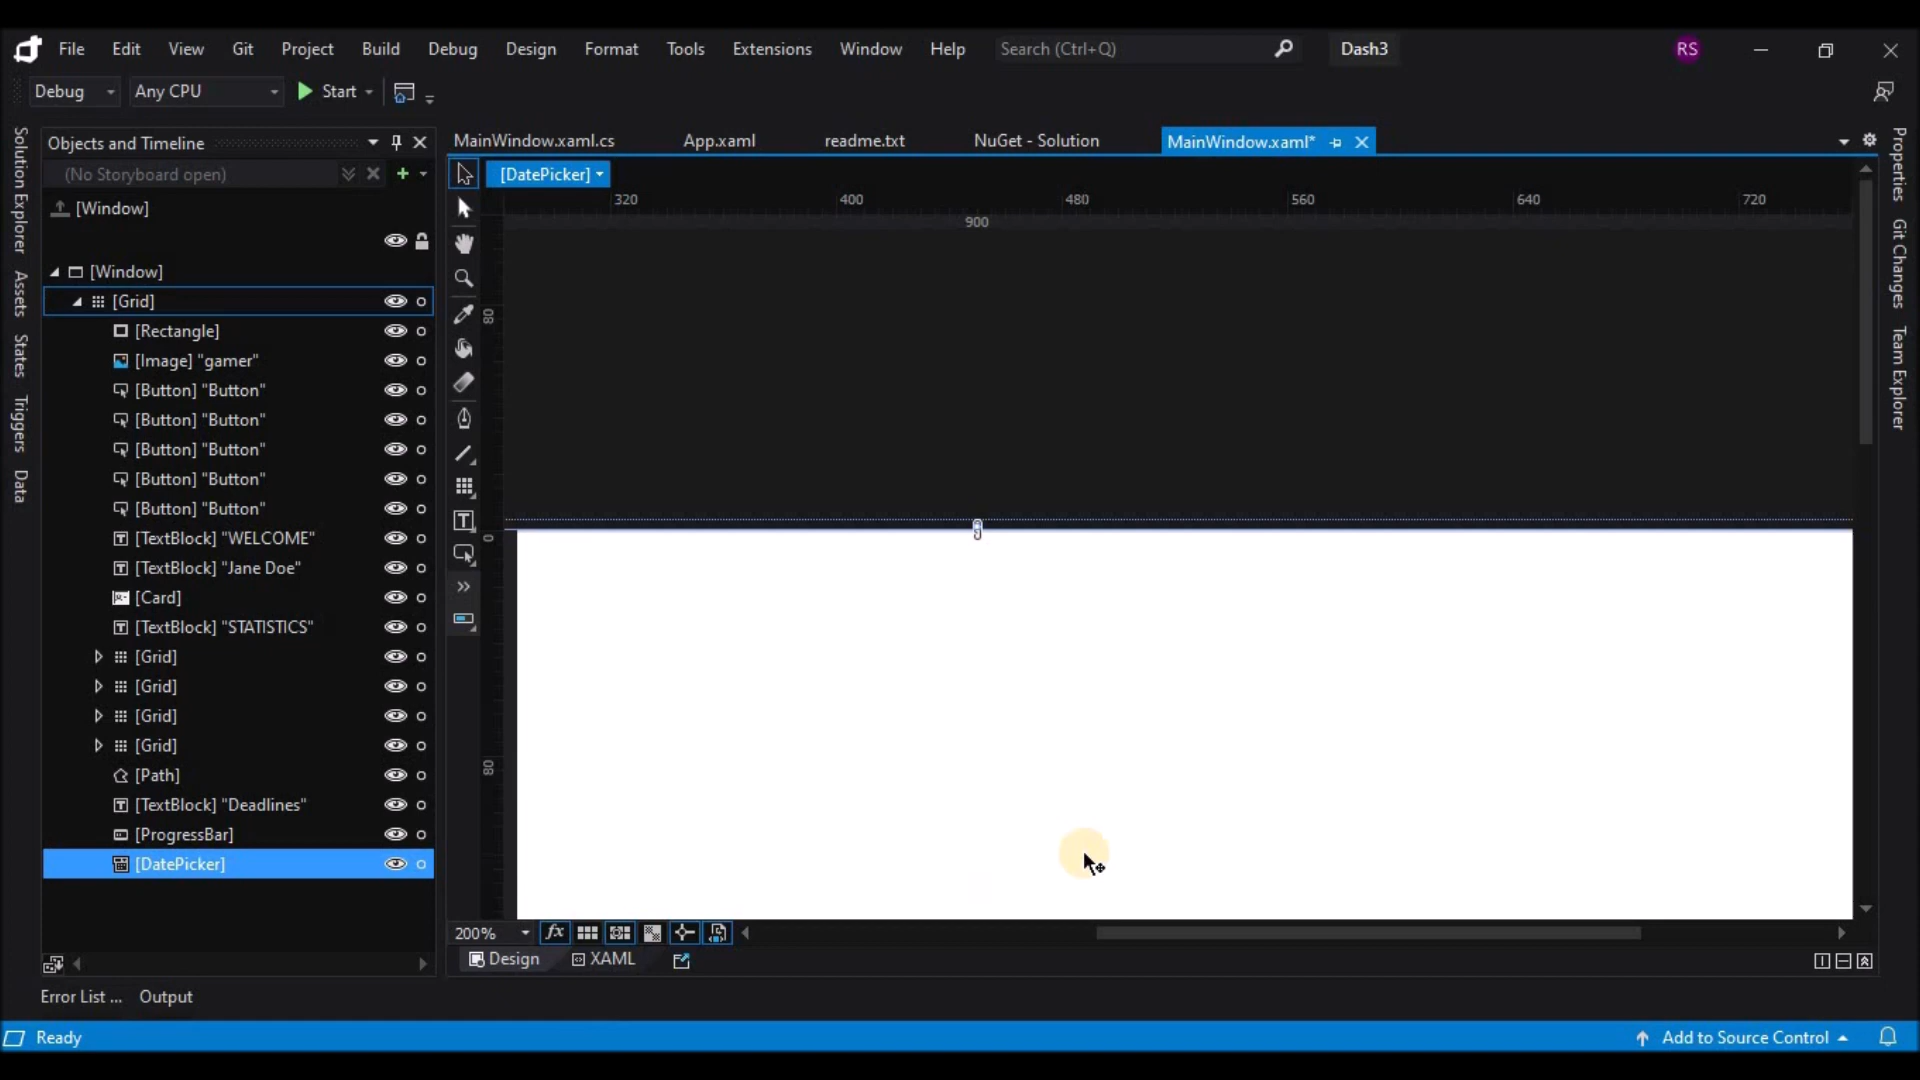 File Edit View Git Project Build Debug Design Format Tools Extensions Window Help Search (Ctrl+Q) Dash3 RS
Debug Any CPU Start
Solution Explorer
Assets
States
Triggers
Data
Objects and Timeline
(No Storyboard open)
[Window]
[Window]
[Grid]
[Rectangle]
[Image] "gamer"
[Button] "Button"
[Button] "Button"
[Button] "Button"
[Button] "Button"
[Button] "Button"
[TextBlock] "WELCOME"
[TextBlock] "Jane Doe"
[Card]
[TextBlock] "STATISTICS"
[Grid]
[Grid]
[Grid]
[Grid]
[Path]
[TextBlock] "Deadlines"
[ProgressBar]
[DatePicker]
MainWindow.xaml.cs App.xaml readme.txt NuGet - Solution MainWindow.xaml*
[DatePicker]
320 400 480 560 640 720
900
80
0
80
200% fx
Design XAML
Properties
Git Changes
Team Explorer
Error List ... Output
Ready Add to Source Control